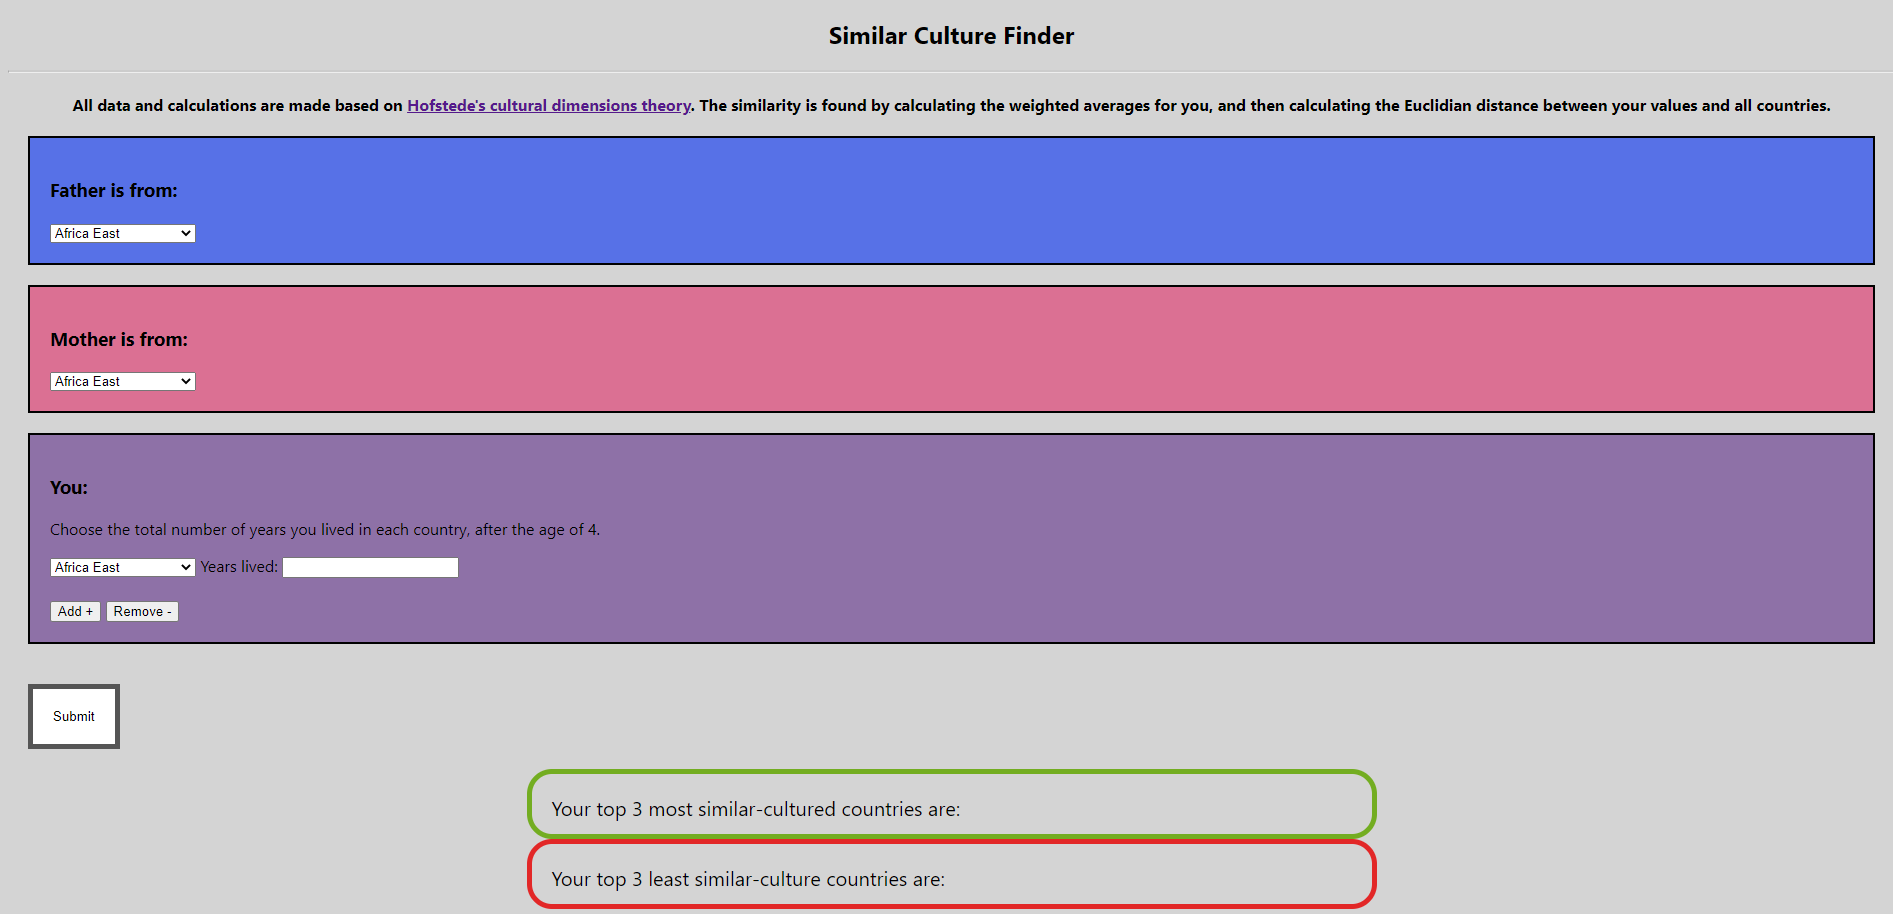 Similar Culture Finder
All data and calculations are made based on Hofstede's cultural dimensions theory. The similarity is found by calculating the weighted averages for you, and then calculating the Euclidian distance between your values and all countries.
Father is from:
Africa East
Mother is from:
Africa East
You:
Choose the total number of years you lived in each country, after the age of 4.
Africa East Years lived:
Add + Remove -
Submit
Your top 3 most similar-cultured countries are:
Your top 3 least similar-culture countries are: